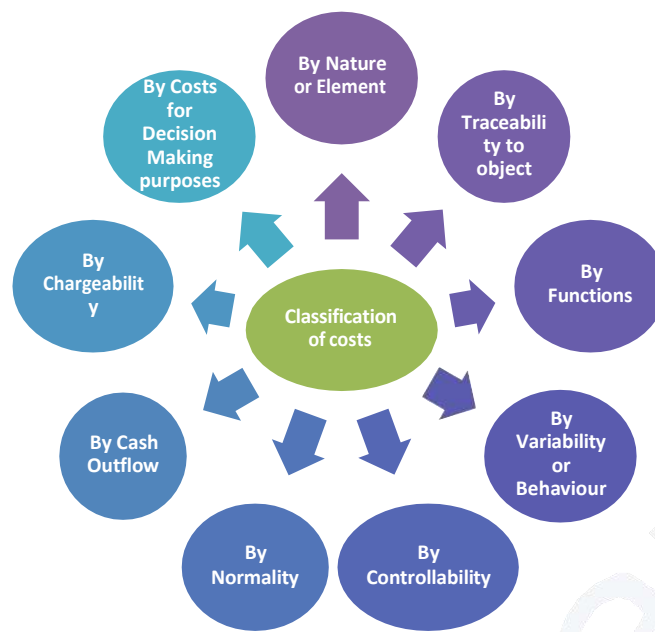 By Nature
or Element
By
Traceabili
ty to
object
By
Functions
By
Variability
or
Behaviour
By
Controllability
By
Normality
By Cash
Outflow
By
Chargeabilit
y
By Costs
for
Decision
Making
purposes
Classification
of costs